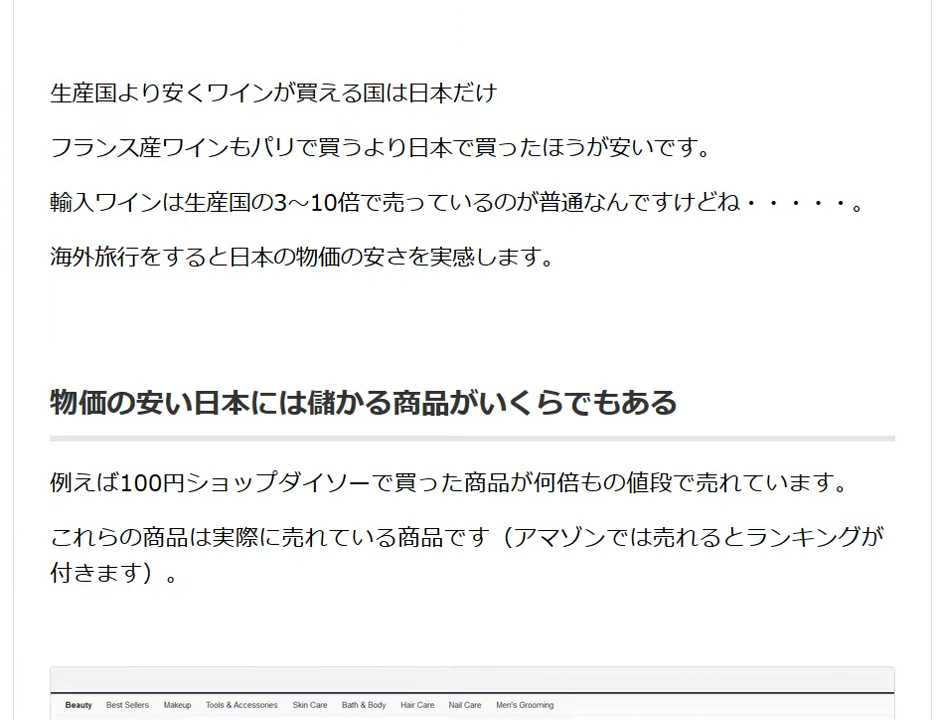 生産国より安くワインが買える国は日本だけ
フランス産ワインもパリで買うより日本で買ったほうが安いです。
輸入ワインは生産国の3～10倍で売っているのが普通なんですけどね・・・・・。
海外旅行をすると日本の物価の安さを実感します。
物価の安い日本には儲かる商品がいくらでもある
例えば100円ショップダイソーで買った商品が何倍もの値段で売れています。
これらの商品は実際に売れている商品です（アマゾンでは売れるとランキングが
付きます）。
Beauty Best Sellers Makeup Tools & Accessories Skin Care Bath & Body Hair Care Nail Care Men's Grooming